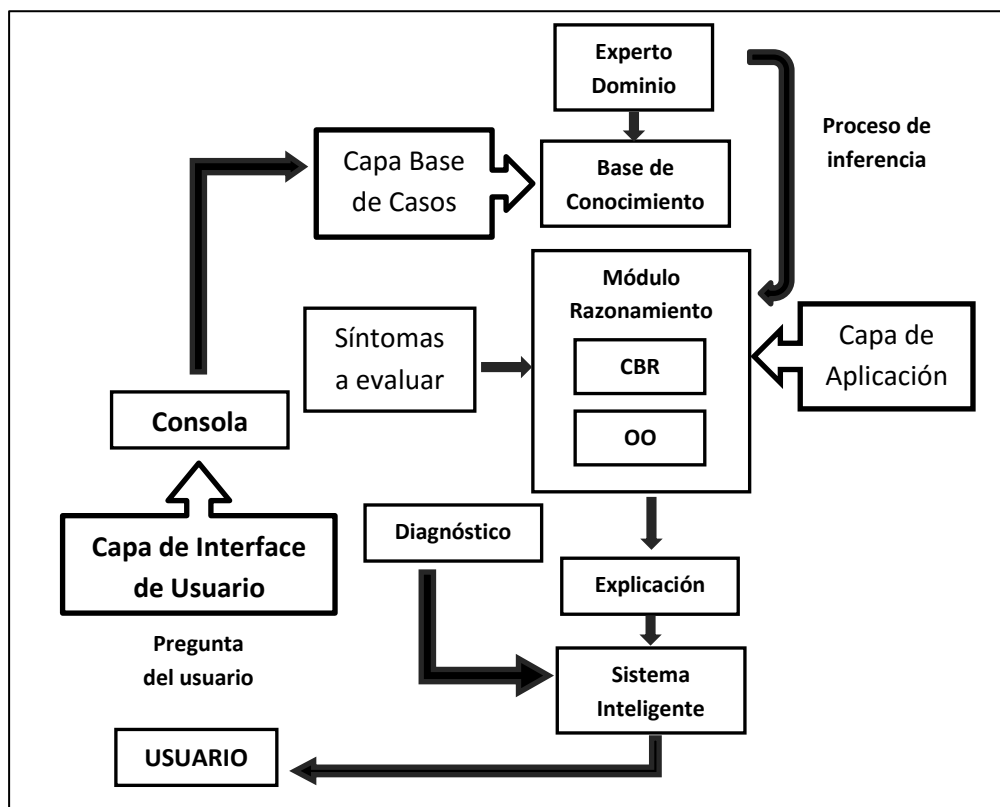 Experto
Dominio
Proceso de
inferencia
Capa Base
de Casos
Base de
Conocimiento
Módulo
Razonamiento
CBR
OO
Síntomas
a evaluar
Capa de
Aplicación
Consola
Capa de Interface
de Usuario
Pregunta
del usuario
Diagnóstico
Explicación
Sistema
Inteligente
USUARIO